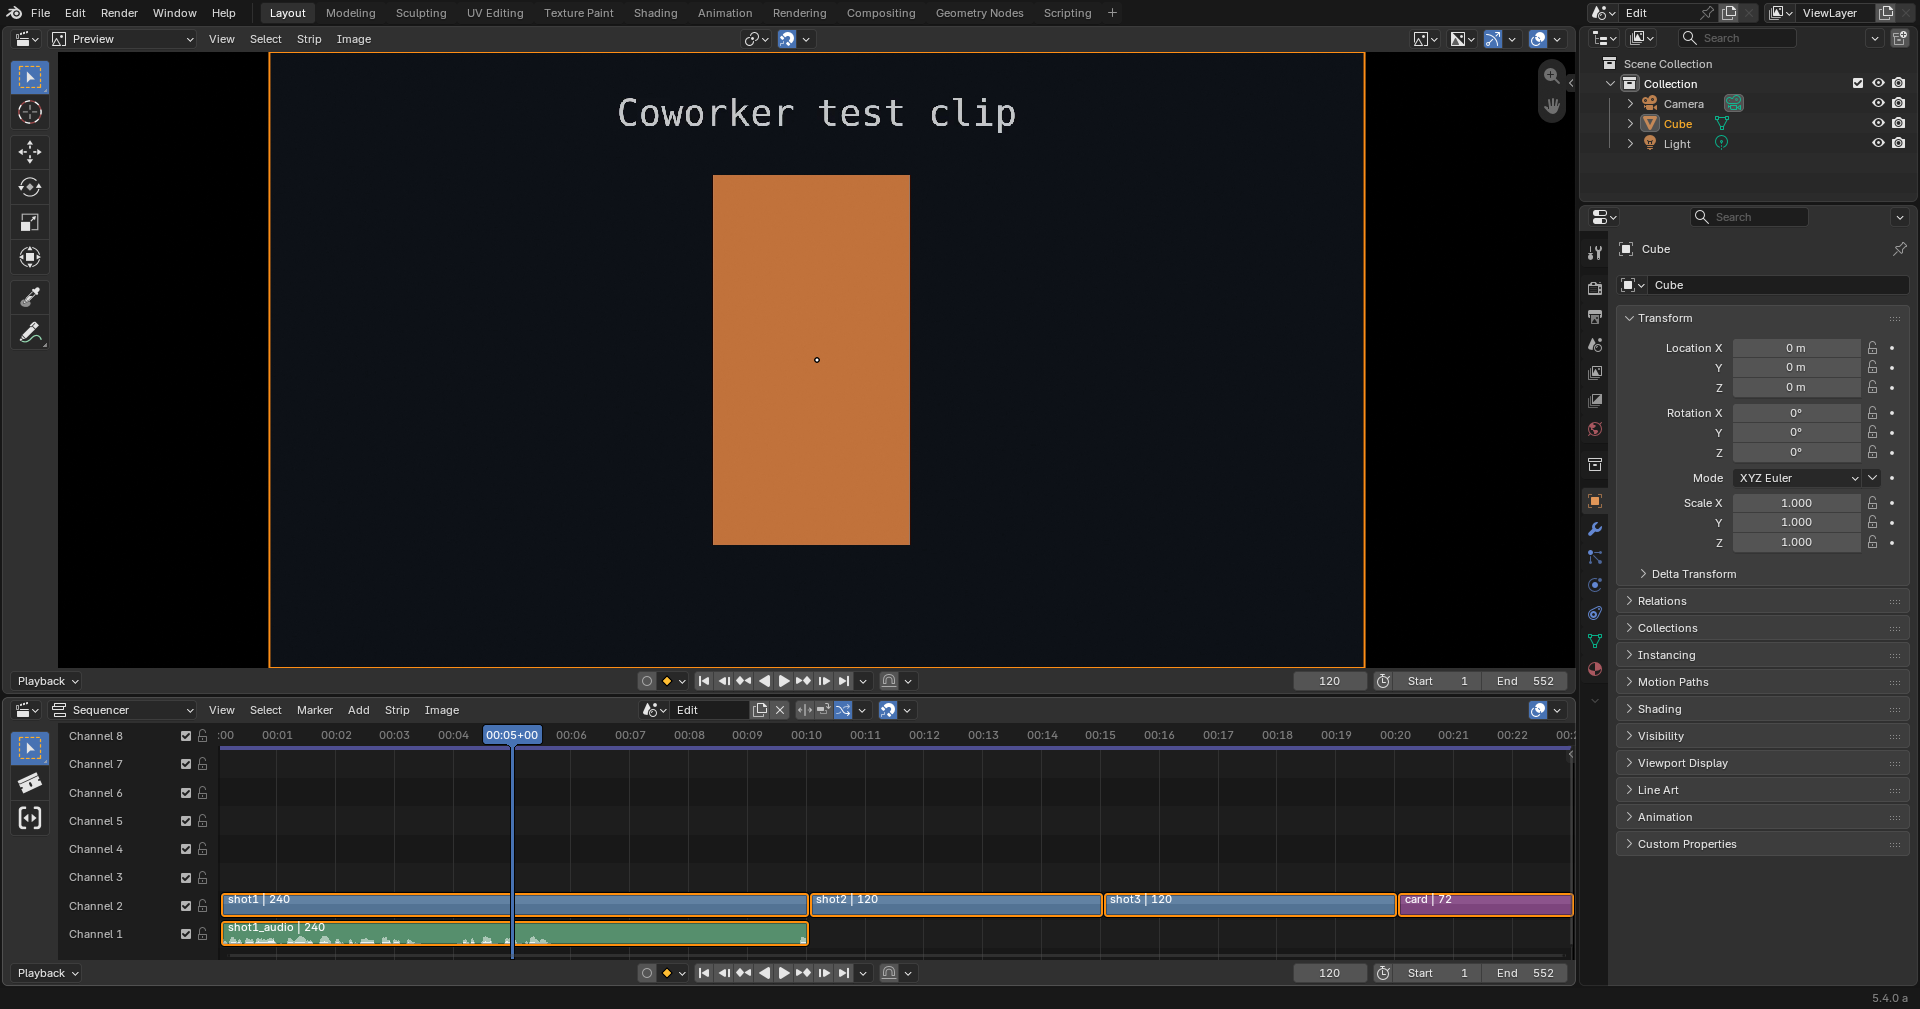 File Edit Render Window Help Layout Modeling Sculpting UV Editing Texture Paint Shading Animation Rendering Compositing Geometry Nodes Scripting Edit ViewLayer
Preview View Select Strip Image
Search
Scene Collection
Collection
Camera
Cube
Light
Coworker test clip
Search
Cube
Cube
Transform
Location X 0 m
Y 0 m
Z 0 m
Rotation X 0°
Y 0°
Z 0°
Mode XYZ Euler
Scale X 1.000
Y 1.000
Z 1.000
Delta Transform
Relations
Collections
Instancing
Motion Paths
Shading
Visibility
Viewport Display
Line Art
Animation
Custom Properties
Playback 120 Start 1 End 552
Sequencer View Select Marker Add Strip Image Edit
:00 00:01 00:02 00:03 00:04 00:05+00 00:06 00:07 00:08 00:09 00:10 00:11 00:12 00:13 00:14 00:15 00:16 00:17 00:18 00:19 00:20 00:21 00:22
Channel 8
Channel 7
Channel 6
Channel 5
Channel 4
Channel 3
Channel 2
Channel 1
shot1 | 240 shot2 | 120 shot3 | 120 card | 72
shot1_audio | 240
Playback 120 Start 1 End 552
5.4.0 a